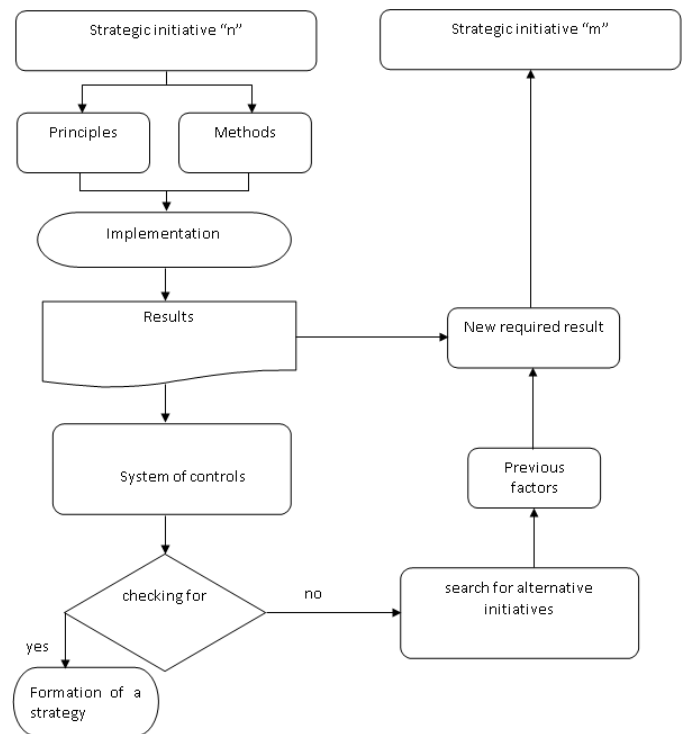 Strategic initiative “n”
Strategic initiative “m”
Principles
Methods
Implementation
Results
New required result
System of controls
Previous
factors
checking for
no
search for alternative
initiatives
yes
Formation of a
strategy